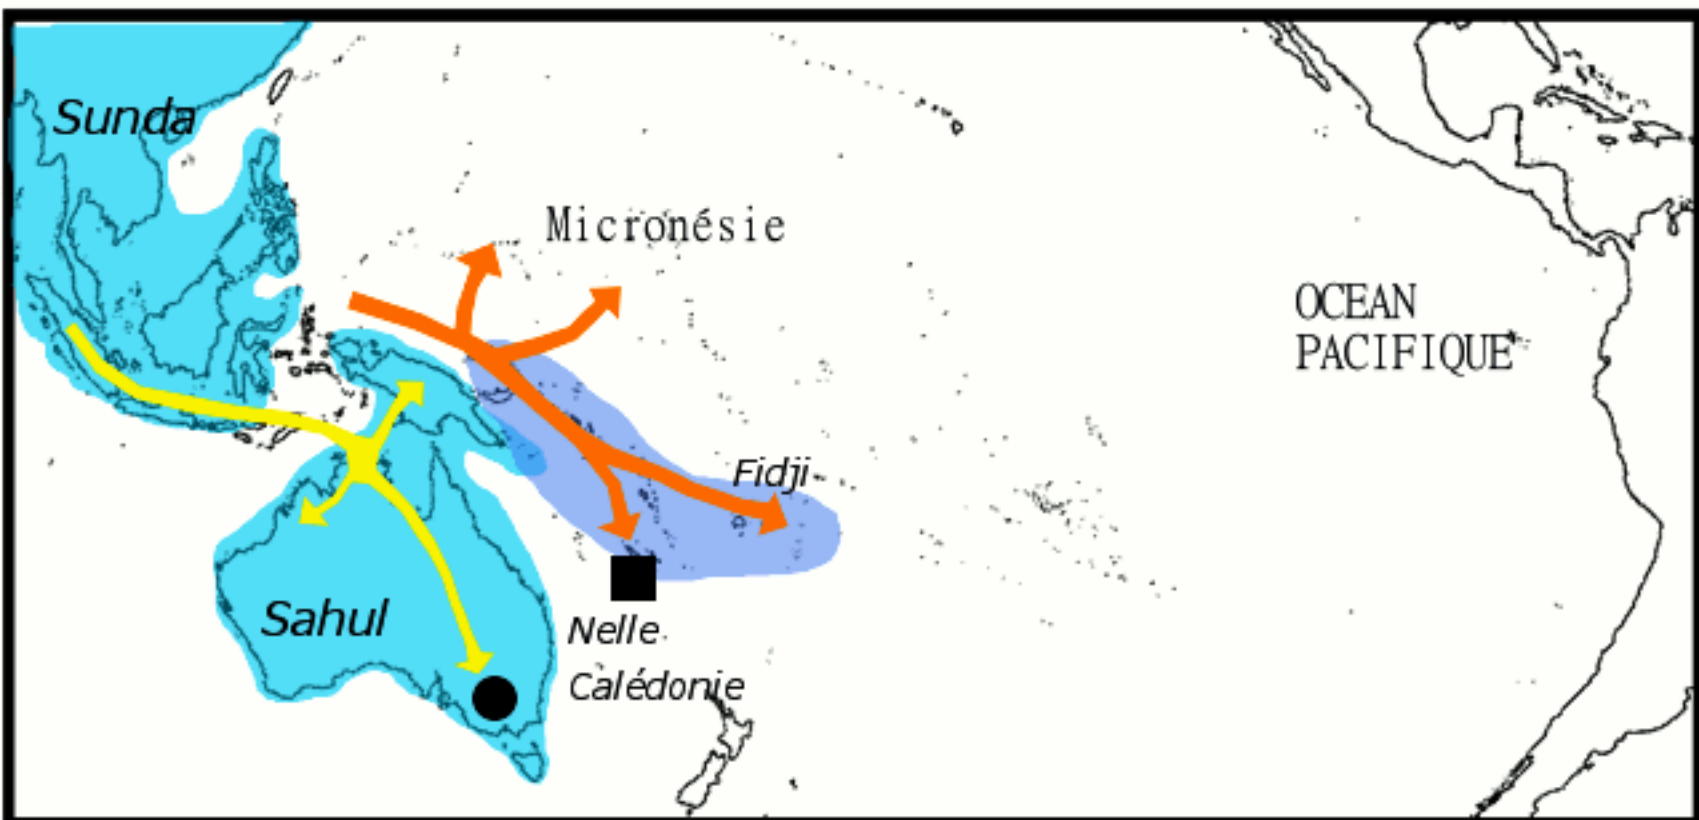 Sunda
Micronésie
OCEAN
PACIFIQUE
Fidji
Sahul
Nelle
Calédonie